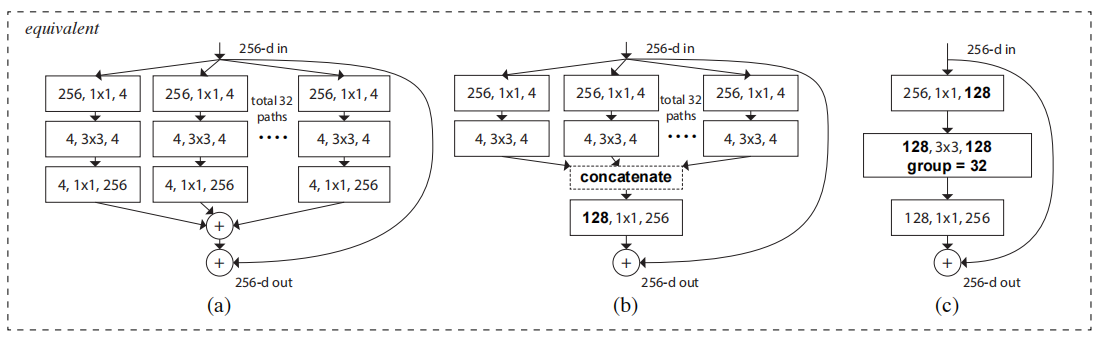 equivalent
256-d in
256, 1x1, 4
256, 1x1, 4
256, 1x1, 4
total 32
paths
....
4, 3x3, 4
4, 3x3, 4
4, 3x3, 4
4, 1x1, 256
4, 1x1, 256
4, 1x1, 256
+
+
256-d out
(a)
256-d in
256, 1x1, 4
256, 1x1, 4
256, 1x1, 4
total 32
paths
....
4, 3x3, 4
4, 3x3, 4
4, 3x3, 4
concatenate
128, 1x1, 256
+
256-d out
(b)
256-d in
256, 1x1, 128
128, 3x3, 128
group = 32
128, 1x1, 256
+
256-d out
(c)